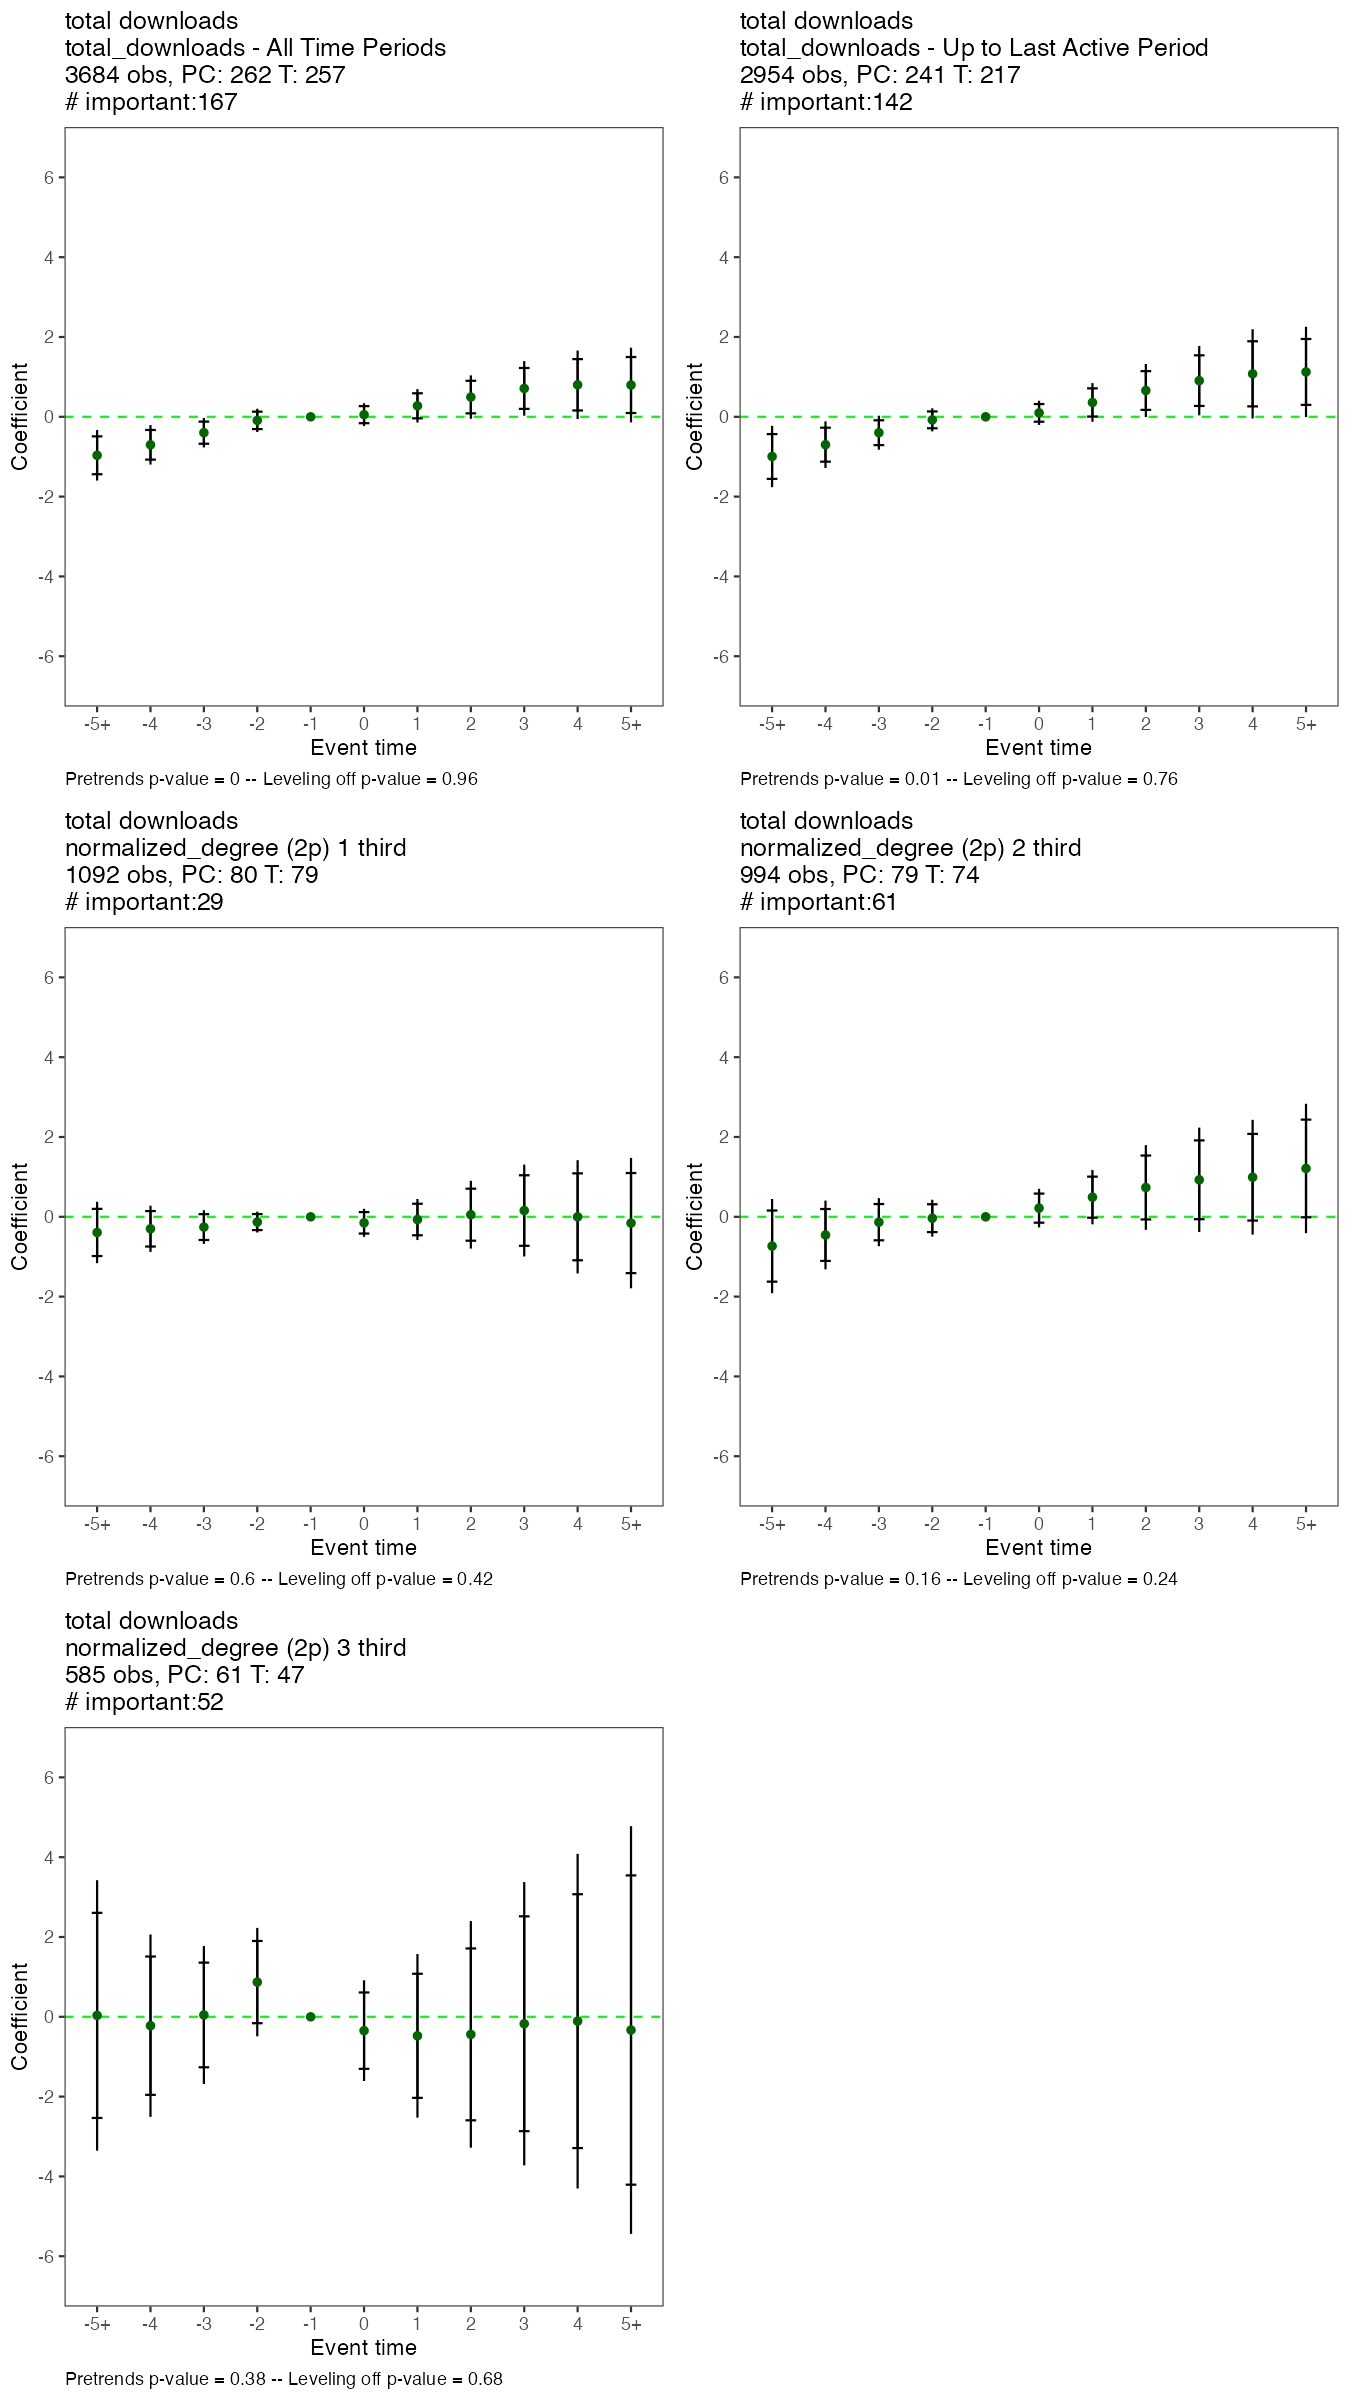 total downloads
total_downloads - All Time Periods
3684 obs, PC: 262 T: 257
# important:167
6
4
2
0
-2
-4
-6
Coefficient
-5+ -4 -3 -2 -1 0 1 2 3 4 5+
Event time
Pretrends p-value = 0 -- Leveling off p-value = 0.96
total downloads
total_downloads - Up to Last Active Period
2954 obs, PC: 241 T: 217
# important:142
6
4
2
0
-2
-4
-6
Coefficient
-5+ -4 -3 -2 -1 0 1 2 3 4 5+
Event time
Pretrends p-value = 0.01 -- Leveling off p-value = 0.76
total downloads
normalized_degree (2p) 1 third
1092 obs, PC: 80 T: 79
# important:29
6
4
2
0
-2
-4
-6
Coefficient
-5+ -4 -3 -2 -1 0 1 2 3 4 5+
Event time
Pretrends p-value = 0.6 -- Leveling off p-value = 0.42
total downloads
normalized_degree (2p) 2 third
994 obs, PC: 79 T: 74
# important:61
6
4
2
0
-2
-4
-6
Coefficient
-5+ -4 -3 -2 -1 0 1 2 3 4 5+
Event time
Pretrends p-value = 0.16 -- Leveling off p-value = 0.24
total downloads
normalized_degree (2p) 3 third
585 obs, PC: 61 T: 47
# important:52
6
4
2
0
-2
-4
-6
Coefficient
-5+ -4 -3 -2 -1 0 1 2 3 4 5+
Event time
Pretrends p-value = 0.38 -- Leveling off p-value = 0.68